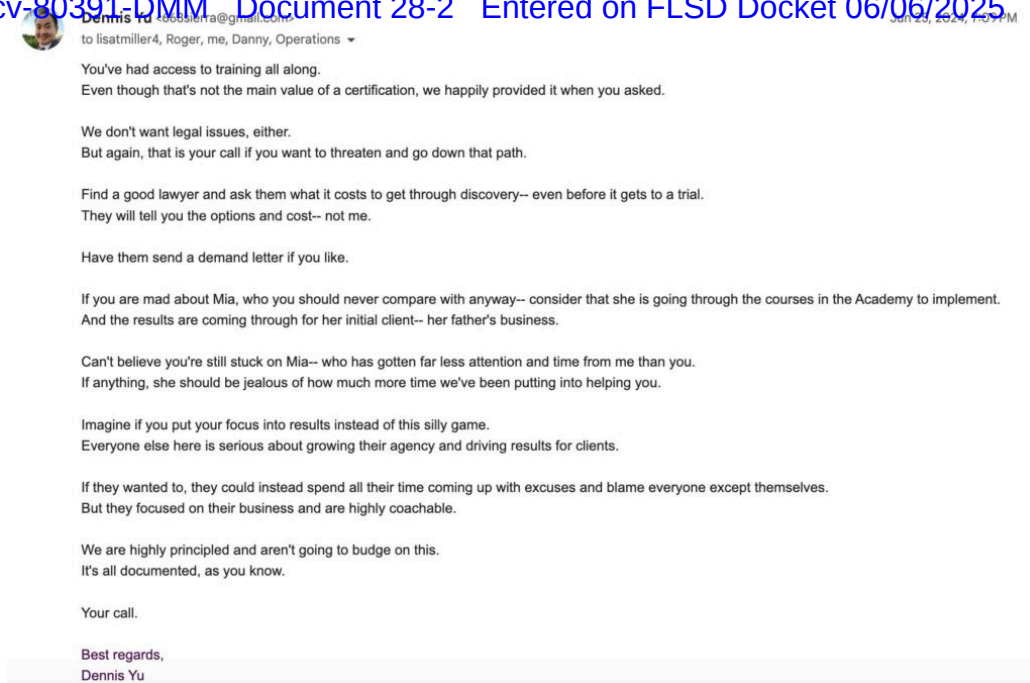 cv-80391-DMM Document 28-2 Entered on FLSD Docket 06/06/2025
Dennis Yu
to lisatmiller4, Roger, me, Danny, Operations
You've had access to training all along.
Even though that's not the main value of a certification, we happily provided it when you asked.
We don't want legal issues, either.
But again, that is your call if you want to threaten and go down that path.
Find a good lawyer and ask them what it costs to get through discovery-- even before it gets to a trial.
They will tell you the options and cost-- not me.
Have them send a demand letter if you like.
If you are mad about Mia, who you should never compare with anyway-- consider that she is going through the courses in the Academy to implement.
And the results are coming through for her initial client-- her father's business.
Can't believe you're still stuck on Mia-- who has gotten far less attention and time from me than you.
If anything, she should be jealous of how much more time we've been putting into helping you.
Imagine if you put your focus into results instead of this silly game.
Everyone else here is serious about growing their agency and driving results for clients.
If they wanted to, they could instead spend all their time coming up with excuses and blame everyone except themselves.
But they focused on their business and are highly coachable.
We are highly principled and aren't going to budge on this.
It's all documented, as you know.
Your call.
Best regards,
Dennis Yu